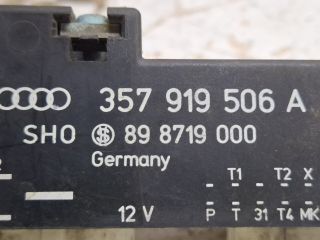 357 919 506 A
SHO 89 8719 000
Germany
T1 T2 X
12 V P T 31 T4 MK